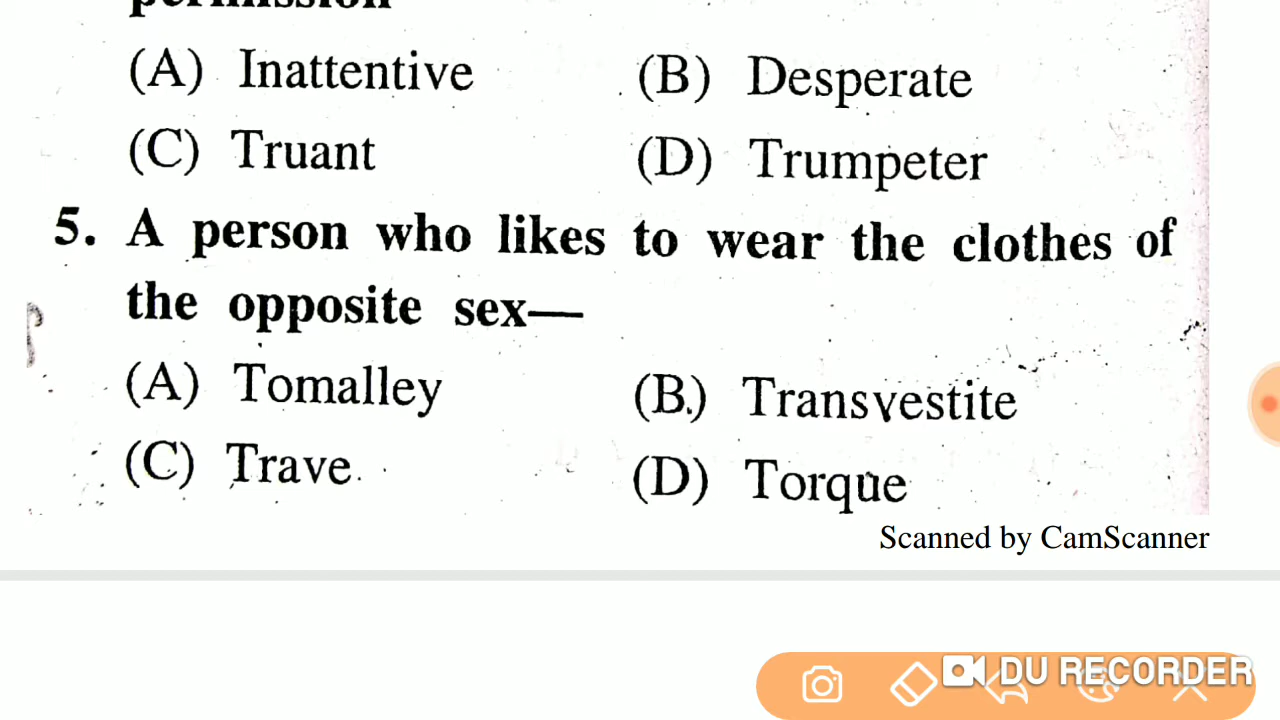 permission
(A) Inattentive (B) Desperate
(C) Truant (D) Trumpeter
5. A person who likes to wear the clothes of
the opposite sex—
(A) Tomalley (B) Transvestite
(C) Trave (D) Torque
Scanned by CamScanner
DU RECORDER